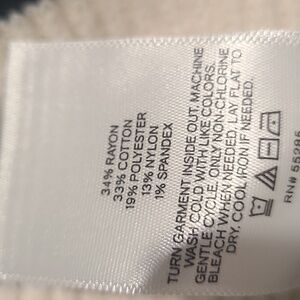 34% RAYON
33% COTTON
19% POLYESTER
13% NYLON
1% SPANDEX
TURN GARMENT INSIDE OUT. MACHINE
WASH COLD WITH LIKE COLORS,
GENTLE CYCLE. ONLY NON-CHLORINE
BLEACH WHEN NEEDED. LAY FLAT TO
DRY. COOL IRON IF NEEDED.
RN# 55285